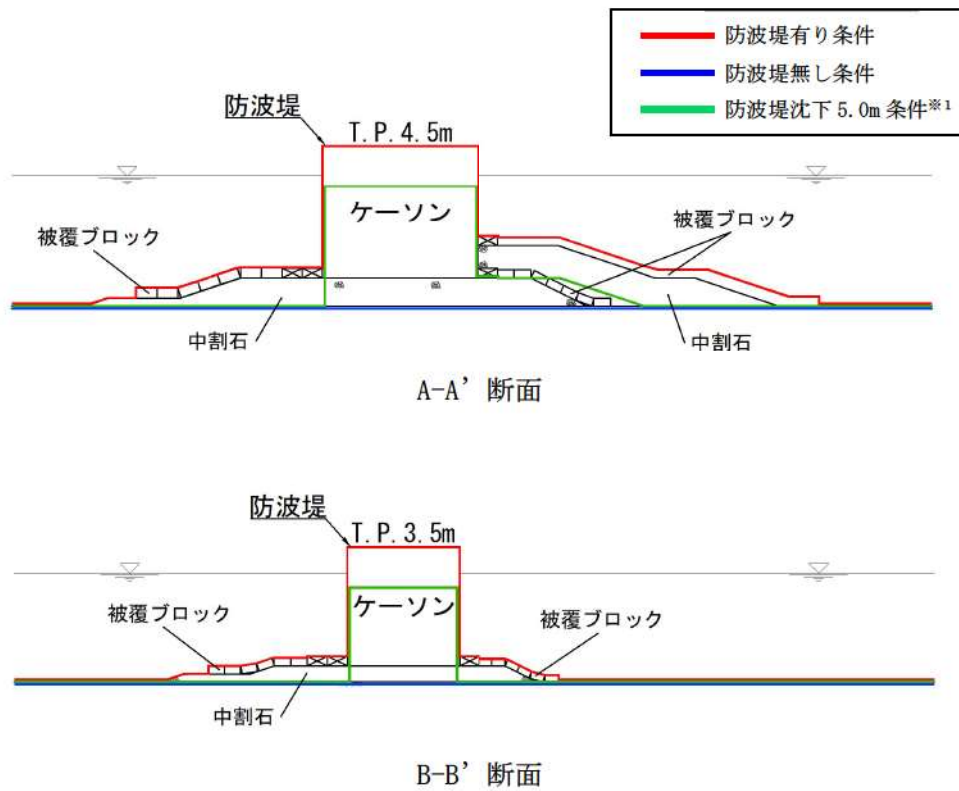 防波堤有り条件
防波堤無し条件
防波堤沈下 5.0m 条件※1
防波堤
T.P.4.5m
ケーソン
被覆ブロック
被覆ブロック
中割石
中割石
A-A’ 断面
防波堤
T.P.3.5m
ケーソン
被覆ブロック
被覆ブロック
中割石
B-B’ 断面